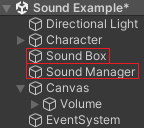 Sound Example*
Directional Light
Character
Sound Box
Sound Manager
Canvas
Volume
EventSystem